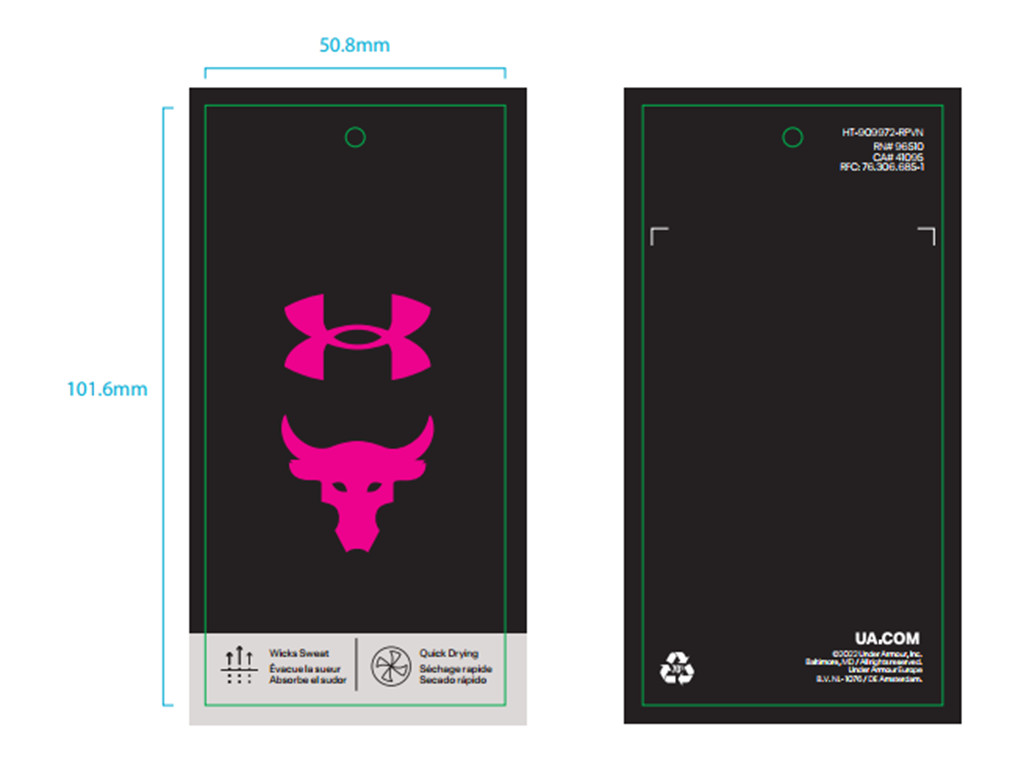 50.8mm
101.6mm
Wicks Sweat
Évacue la sueur
Absorbe el sudor
Quick Drying
Séchage rapide
Secado rápido
HT-909972-RPVN
RN# 96510
CA# 41095
RFC: 76.306.685-1
UA.COM
©2022 Under Armour, Inc.
Baltimore, MD / All rights reserved.
Under Armour Europe
B.V. NL-1076 / DE Amsterdam.